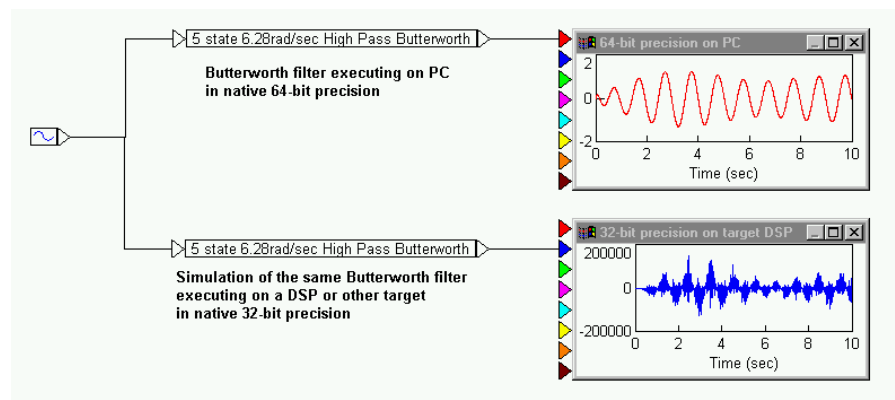 5 state 6.28rad/sec High Pass Butterworth
Butterworth filter executing on PC
in native 64-bit precision
64-bit precision on PC
2
0
-2
0 2 4 6 8 10
Time (sec)
5 state 6.28rad/sec High Pass Butterworth
Simulation of the same Butterworth filter
executing on a DSP or other target
in native 32-bit precision
32-bit precision on target DSP
200000
0
-200000
0 2 4 6 8 10
Time (sec)